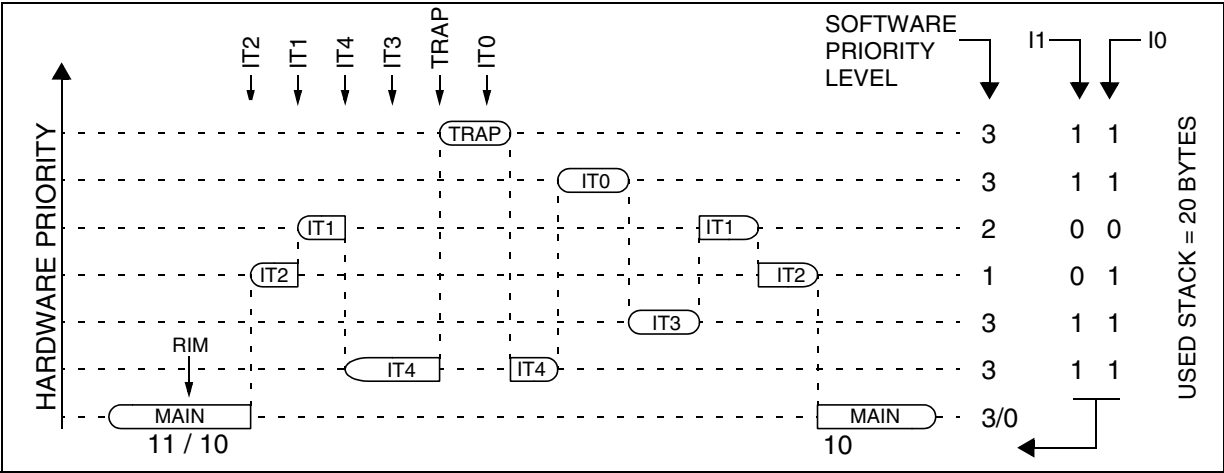 IT2
IT1
IT4
IT3
TRAP
IT0
SOFTWARE
PRIORITY
LEVEL
I1
I0
HARDWARE PRIORITY
TRAP
3
1 1
IT0
3
1 1
IT1
IT1
2
0 0
IT2
IT2
1
0 1
IT3
3
1 1
RIM
IT4
IT4
3
1 1
MAIN
MAIN
3/0
11 / 10
10
USED STACK = 20 BYTES